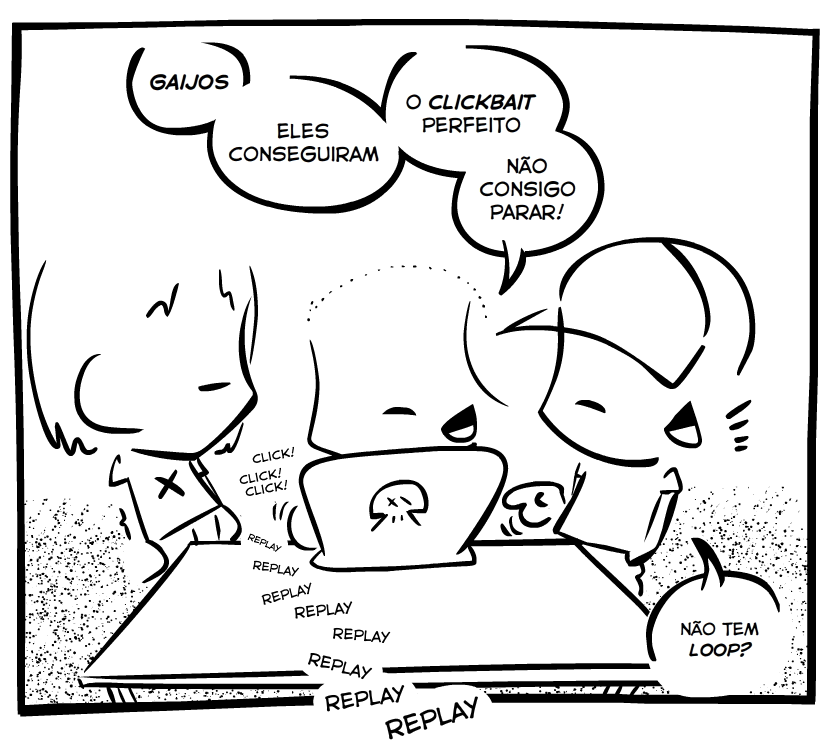 GAIJOS
ELES
CONSEGUIRAM
O CLICKBAIT
PERFEITO
NÃO
CONSIGO
PARAR!
CLICK!
CLICK!
CLICK!
REPLAY
REPLAY
REPLAY
REPLAY
REPLAY
REPLAY
REPLAY
REPLAY
NÃO TEM
LOOP?